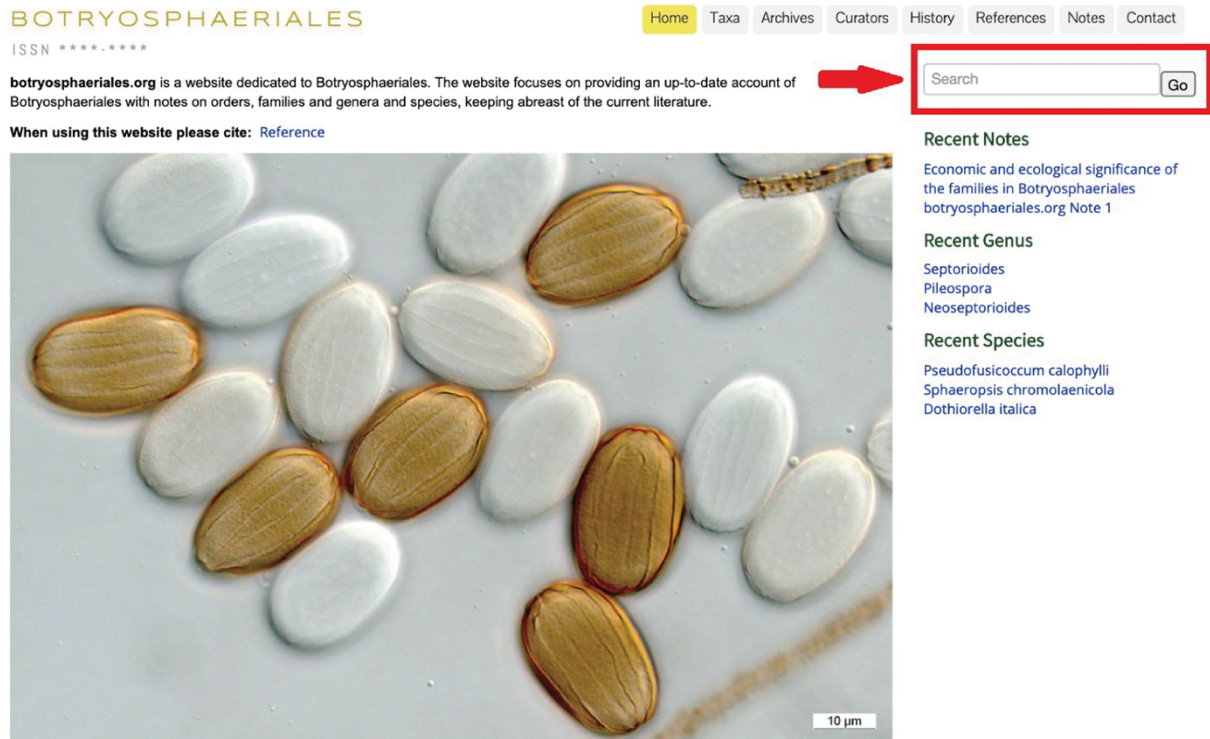 BOTRYOSPHAERIALES
Home Taxa Archives Curators History References Notes Contact
ISSN ****-****
botryosphaeriales.org is a website dedicated to Botryosphaeriales. The website focuses on providing an up-to-date account of
Botryosphaeriales with notes on orders, families and genera and species, keeping abreast of the current literature.
When using this website please cite: Reference
Search Go
Recent Notes
Economic and ecological significance of
the families in Botryosphaeriales
botryosphaeriales.org Note 1
Recent Genus
Septorioides
Pileospora
Neoseptorioides
Recent Species
Pseudofusicoccum calophylli
Sphaeropsis chromolaenicola
Dothiorella italica
10 µm